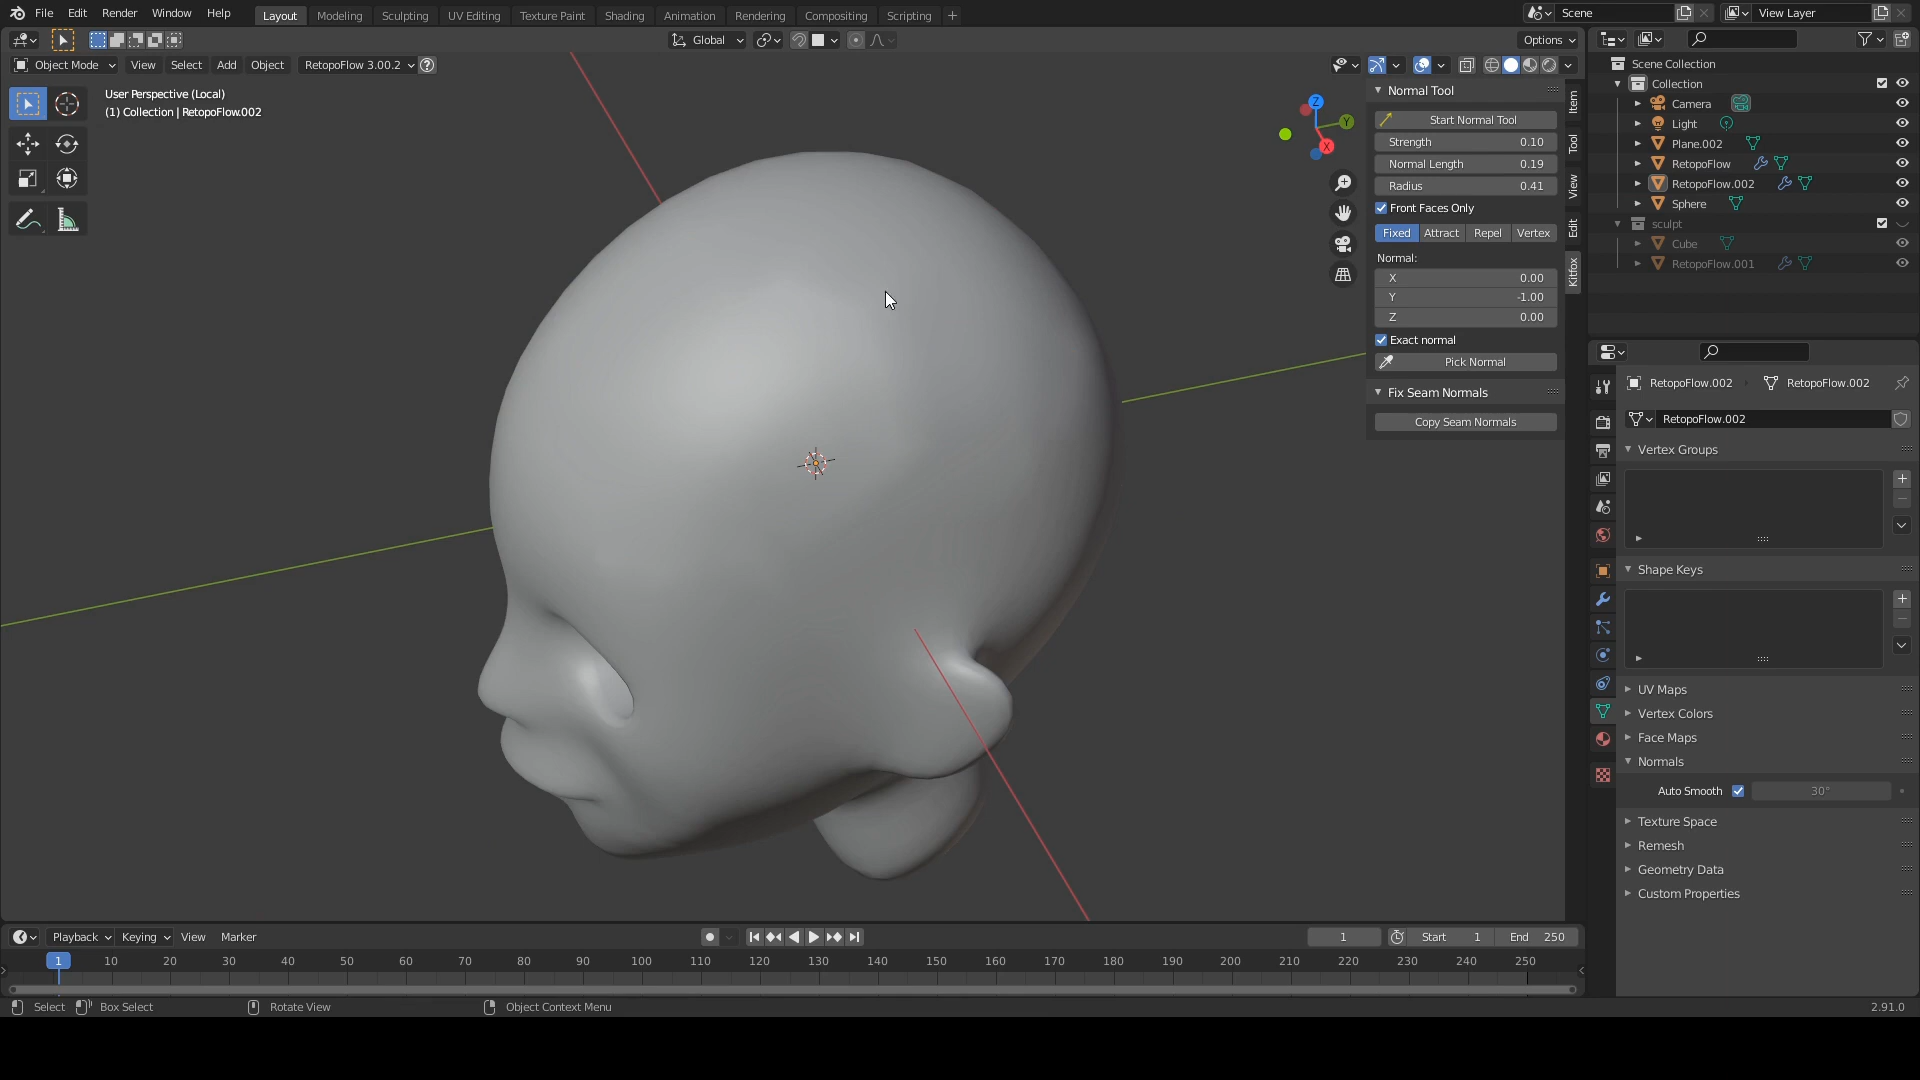 File Edit Render Window Help Layout Modeling Sculpting UV Editing Texture Paint Shading Animation Rendering Compositing Scripting + Scene View Layer
Global Options
Object Mode View Select Add Object RetopoFlow 3.00.2
User Perspective (Local)
(1) Collection | RetopoFlow.002
Z
Y
X
Normal Tool
Start Normal Tool
Strength 0.10
Normal Length 0.19
Radius 0.41
Front Faces Only
Fixed Attract Repel Vertex
Normal:
X 0.00
Y -1.00
Z 0.00
Exact normal
Pick Normal
Fix Seam Normals
Copy Seam Normals
Item
Tool
View
Edit
Kitfox
Scene Collection
Collection
Camera
Light
Plane.002
RetopoFlow
RetopoFlow.002
Sphere
sculpt
Cube
RetopoFlow.001
RetopoFlow.002 RetopoFlow.002
RetopoFlow.002
Vertex Groups
Shape Keys
UV Maps
Vertex Colors
Face Maps
Normals
Auto Smooth 30°
Texture Space
Remesh
Geometry Data
Custom Properties
Playback Keying View Marker 1 Start 1 End 250
1 10 20 30 40 50 60 70 80 90 100 110 120 130 140 150 160 170 180 190 200 210 220 230 240 250
Select Box Select Rotate View Object Context Menu 2.91.0